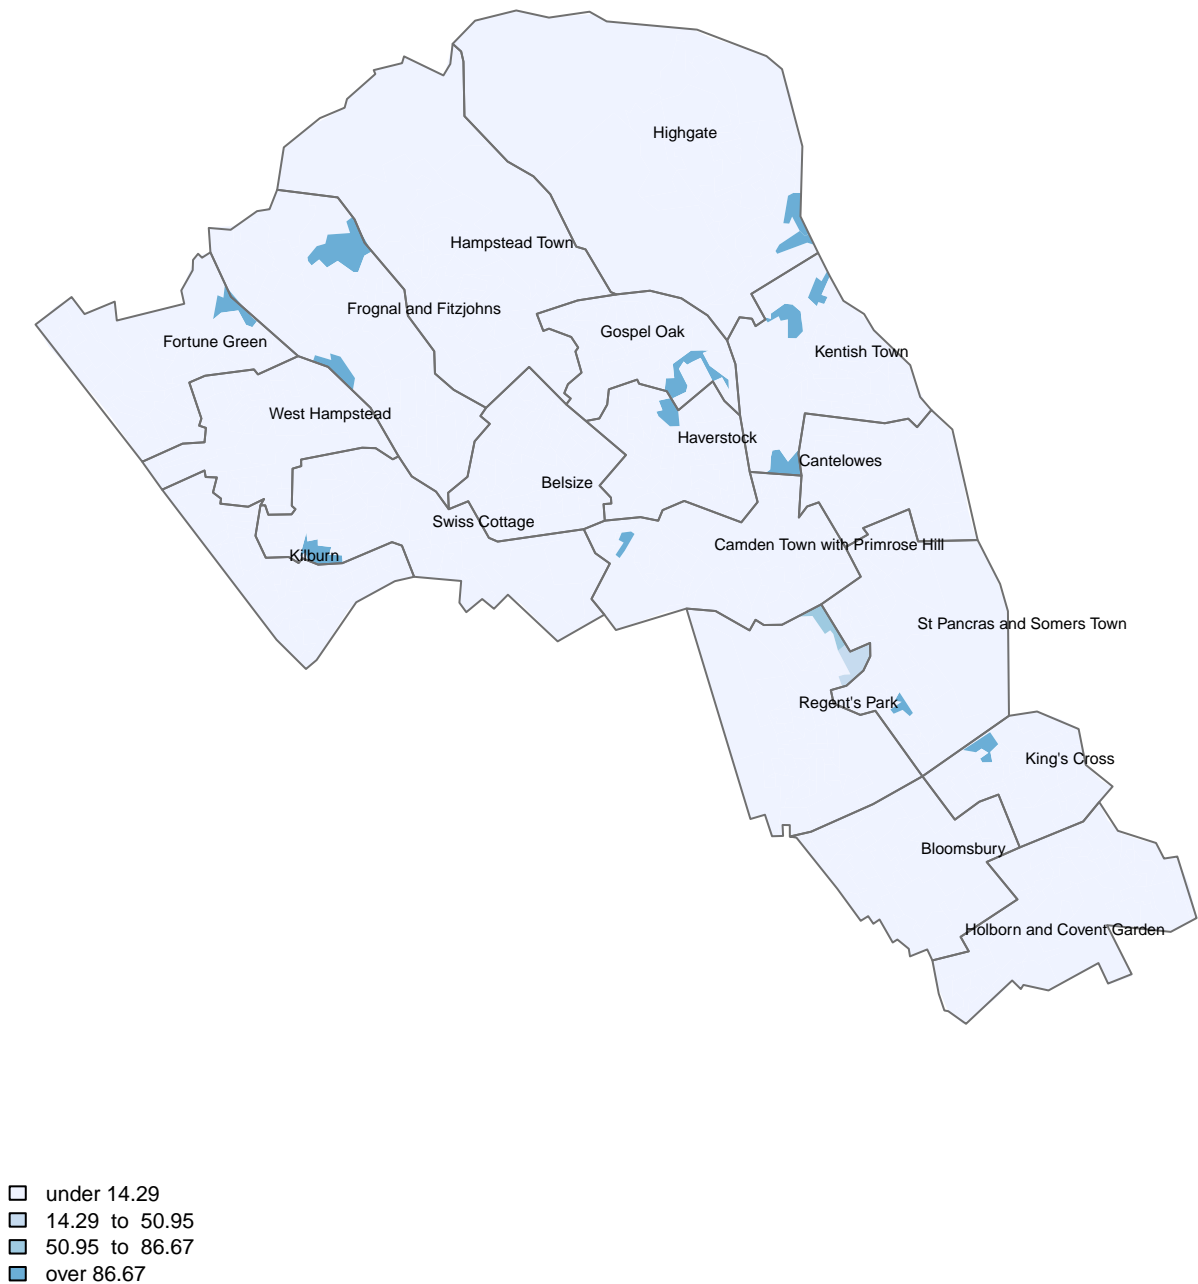 Highgate
Hampstead Town
Frognal and Fitzjohns
Gospel Oak
Fortune Green
Kentish Town
West Hampstead
Haverstock
Cantelowes
Belsize
Swiss Cottage
Camden Town with Primrose Hill
Kilburn
St Pancras and Somers Town
Regent's Park
King's Cross
Bloomsbury
Holborn and Covent Garden
under 14.29
14.29 to 50.95
50.95 to 86.67
over 86.67